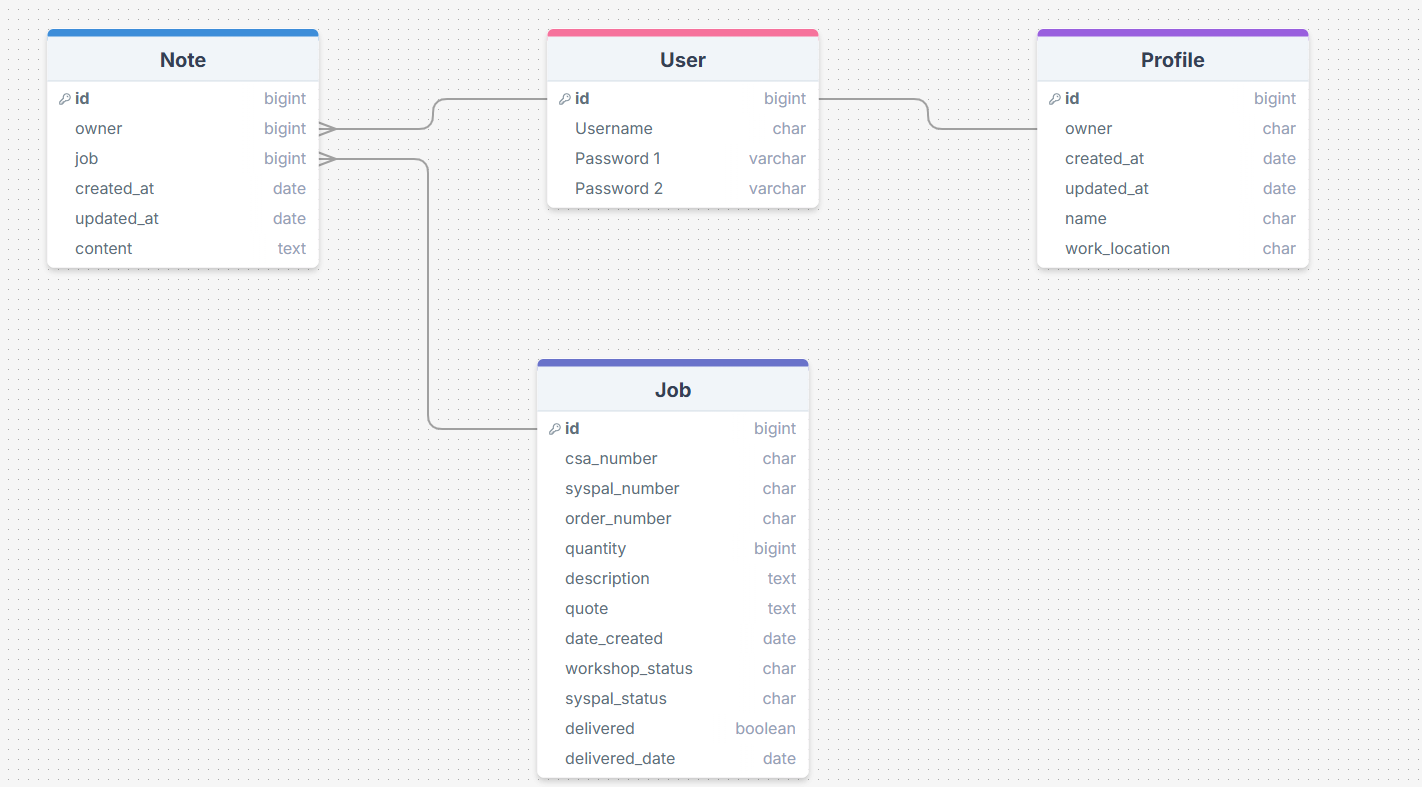 Note
id bigint
owner bigint
job bigint
created_at date
updated_at date
content text
User
id bigint
Username char
Password 1 varchar
Password 2 varchar
Profile
id bigint
owner char
created_at date
updated_at date
name char
work_location char
Job
id bigint
csa_number char
syspal_number char
order_number char
quantity bigint
description text
quote text
date_created date
workshop_status char
syspal_status char
delivered boolean
delivered_date date